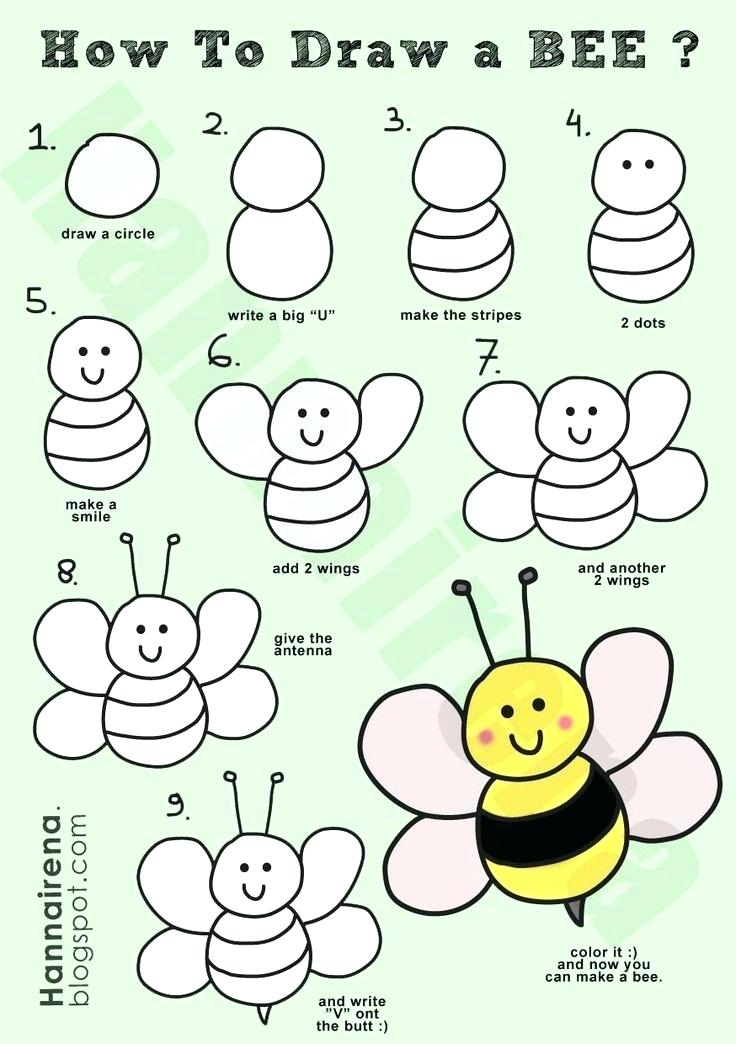 How To Draw a BEE ?
1.
draw a circle
2.
write a big “U”
3.
make the stripes
4.
2 dots
5.
make a
smile
6.
add 2 wings
7.
and another
2 wings
8.
give the
antenna
9.
and write
”V” ont
the butt :)
color it :)
and now you
can make a bee.
Hannairena.
blogspot.com
Hannairena